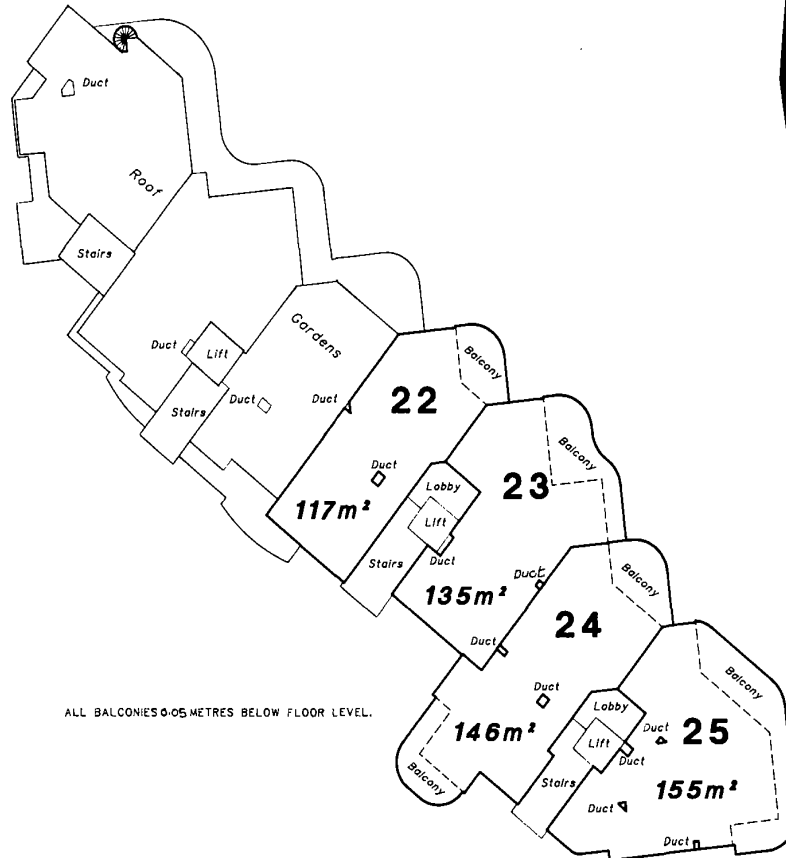 Duct
Roof
Stairs
Gardens
Duct
Lift
Duct
Duct
Stairs
Balcony
22
Duct
117m²
Lobby
Lift
Duct
Stairs
Balcony
23
Duct
135m²
Duct
Balcony
24
Duct
146m²
Balcony
Lobby
Lift
Stairs
Balcony
Duct
25
Duct
155m²
Duct
Duct
ALL BALCONIES 0·05 METRES BELOW FLOOR LEVEL.